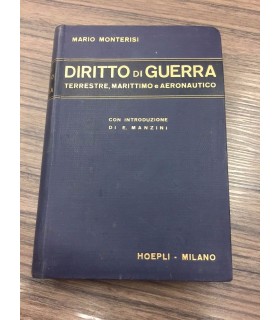 MARIO MONTERISI
DIRITTO DI GUERRA
TERRESTRE, MARITTIMO e AERONAUTICO
CON INTRODUZIONE
DI E. MANZINI
HOEPLI - MILANO